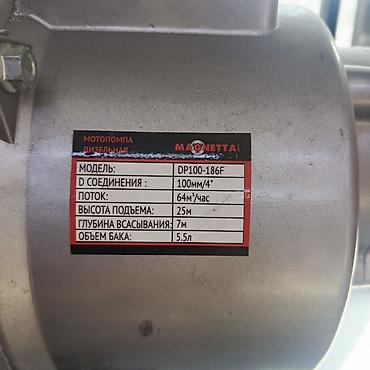 МОТОПОМПА
ДИЗЕЛЬНАЯ MAGNETTA
МОДЕЛЬ: DP100-186F
D СОЕДИНЕНИЯ : 100мм/4"
ПОТОК: 64м³/час
ВЫСОТА ПОДЪЕМА: 25м
ГЛУБИНА ВСАСЫВАНИЯ: 7м
ОБЪЕМ БАКА: 5.5л